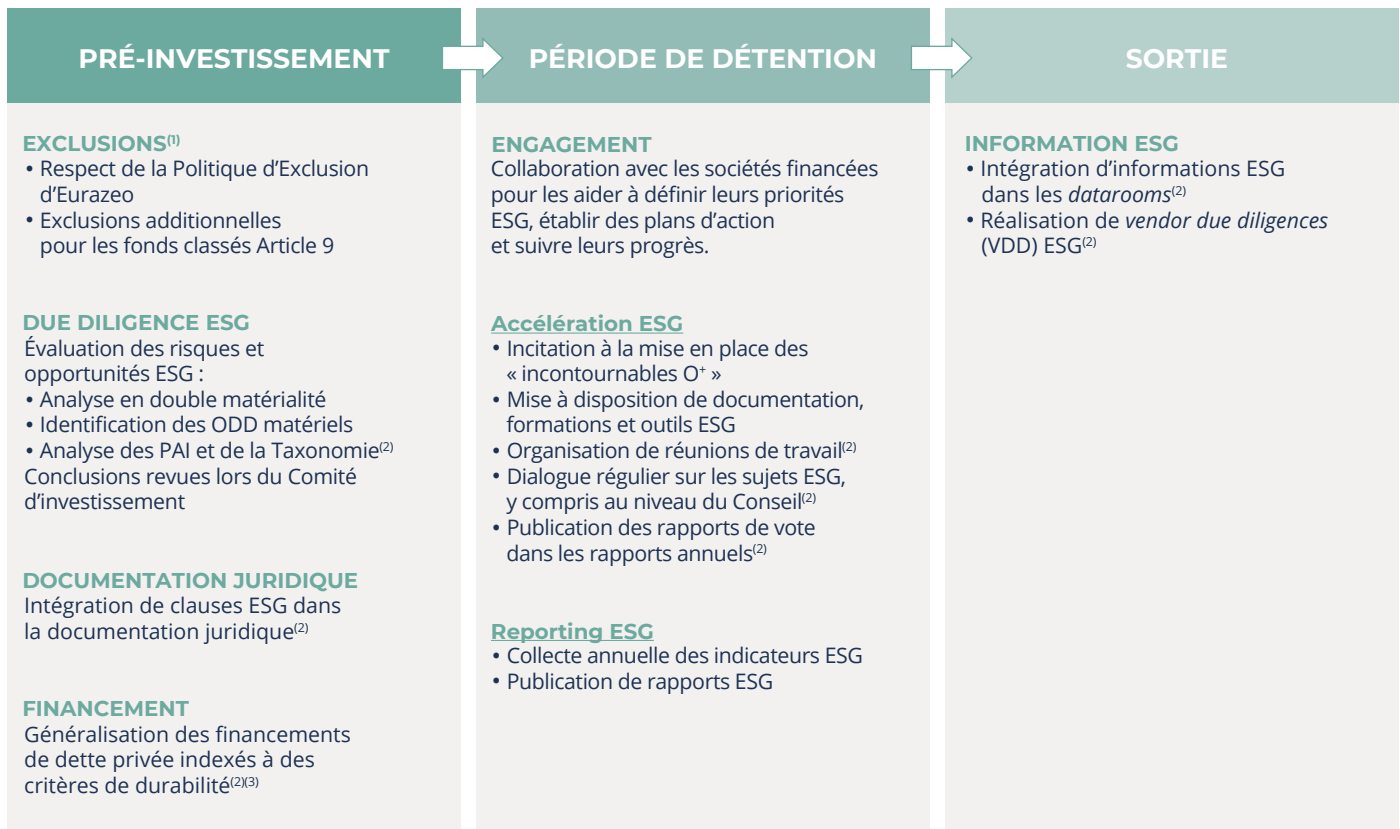 PRÉ-INVESTISSEMENT
EXCLUSIONS(1)
• Respect de la Politique d’Exclusion
d’Eurazeo
• Exclusions additionnelles
pour les fonds classés Article 9
DUE DILIGENCE ESG
Évaluation des risques et
opportunités ESG :
• Analyse en double matérialité
• Identification des ODD matériels
• Analyse des PAI et de la Taxonomie(2)
Conclusions revues lors du Comité
d’investissement
DOCUMENTATION JURIDIQUE
Intégration de clauses ESG dans
la documentation juridique(2)
FINANCEMENT
Généralisation des financements
de dette privée indexés à des
critères de durabilité(2)(3)
PÉRIODE DE DÉTENTION
ENGAGEMENT
Collaboration avec les sociétés financées
pour les aider à définir leurs priorités
ESG, établir des plans d’action
et suivre leurs progrès.
Accélération ESG
• Incitation à la mise en place des
« incontournables O+ »
• Mise à disposition de documentation,
formations et outils ESG
• Organisation de réunions de travail(2)
• Dialogue régulier sur les sujets ESG,
y compris au niveau du Conseil(2)
• Publication des rapports de vote
dans les rapports annuels(2)
Reporting ESG
• Collecte annuelle des indicateurs ESG
• Publication de rapports ESG
SORTIE
INFORMATION ESG
• Intégration d’informations ESG
dans les datarooms(2)
• Réalisation de vendor due diligences
(VDD) ESG(2)